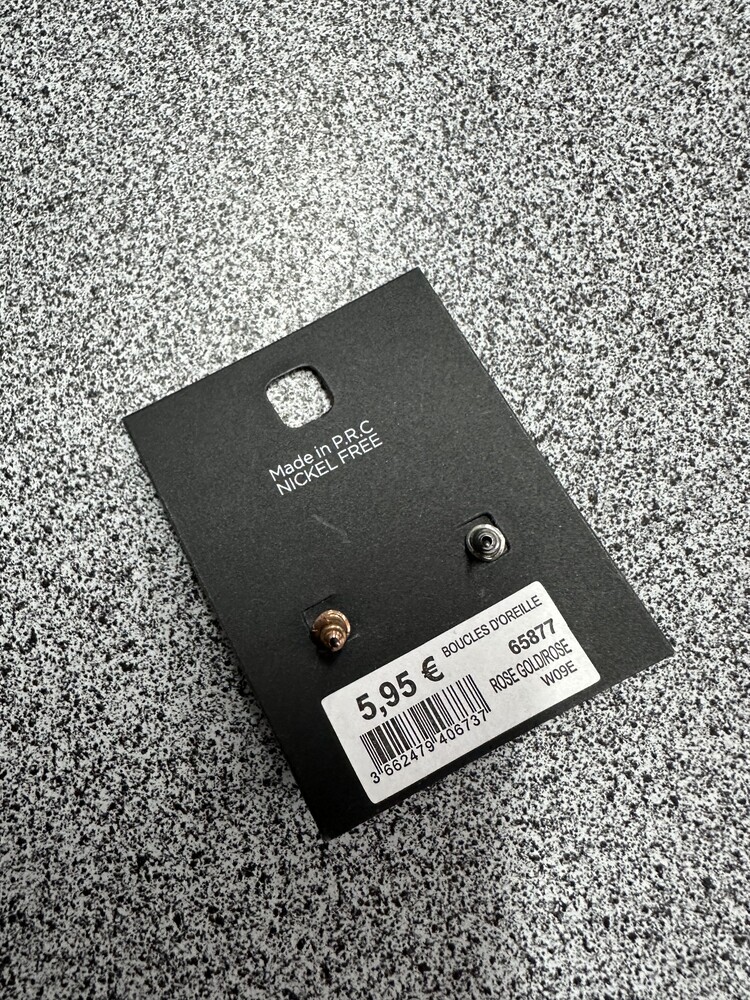 Made in P.R.C
NICKEL FREE
5,95 €
BOUCLES D'OREILLE
65877
ROSE GOLD/ROSE
W09E
3 662479 406737